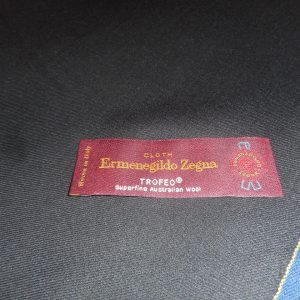 Woven in Italy
CLOTH
Ermenegildo Zegna
TROFEO®
Superfine Australian Wool